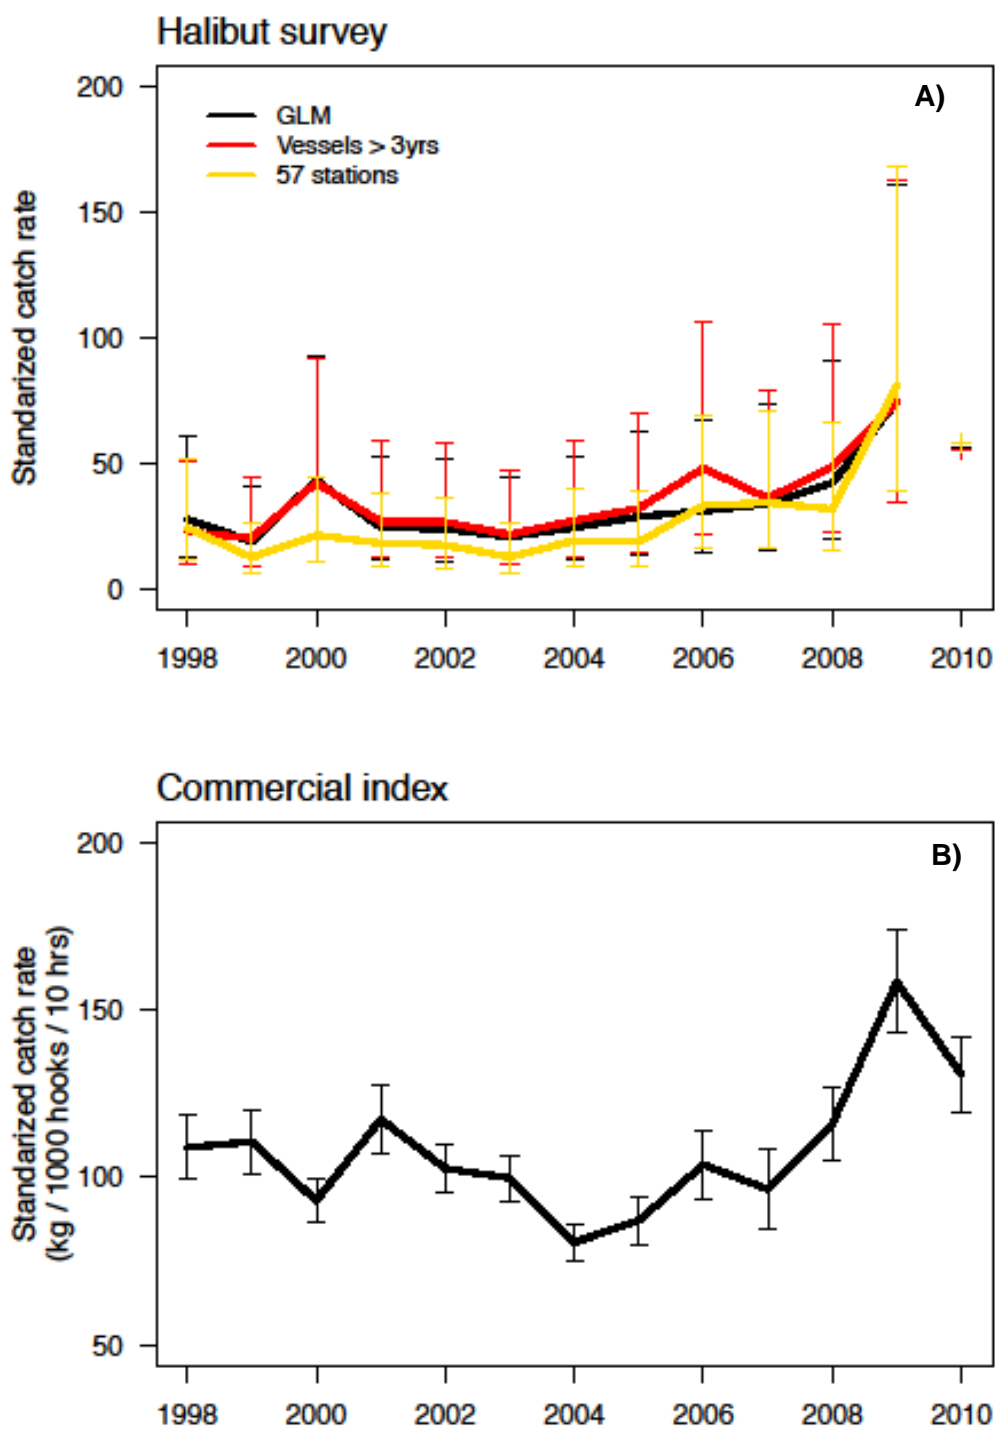 Halibut survey
A)
GLM
Vessels > 3yrs
57 stations
Standarized catch rate
200
150
100
50
0
1998 2000 2002 2004 2006 2008 2010
Commercial index
B)
Standarized catch rate
(kg / 1000 hooks / 10 hrs)
200
150
100
50
1998 2000 2002 2004 2006 2008 2010